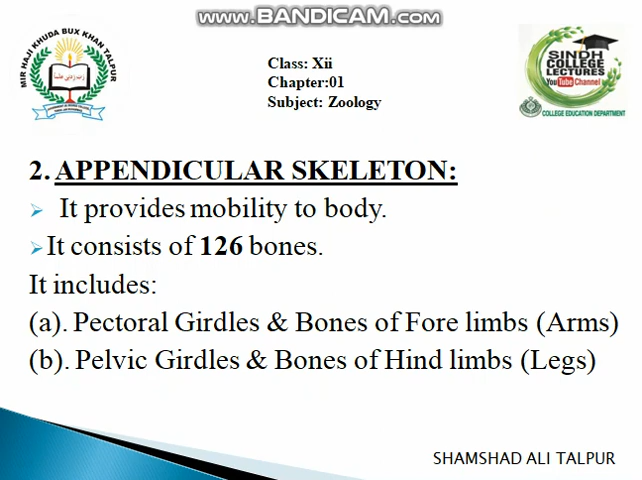 WWW.BANDICAM.COM
MIR HAJI KHUDA BUX KHAN TALPUR
Class: Xii
Chapter:01
Subject: Zoology
SINDH
COLLEGE
LECTURES
YouTube Channel
COLLEGE EDUCATION DEPARTMENT
2. APPENDICULAR SKELETON:
➢ It provides mobility to body.
➢It consists of 126 bones.
It includes:
(a). Pectoral Girdles & Bones of Fore limbs (Arms)
(b). Pelvic Girdles & Bones of Hind limbs (Legs)
SHAMSHAD ALI TALPUR